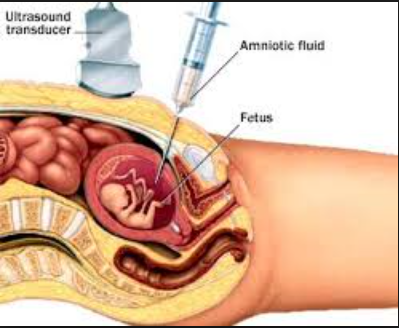 Ultrasound
transducer
Amniotic fluid
Fetus